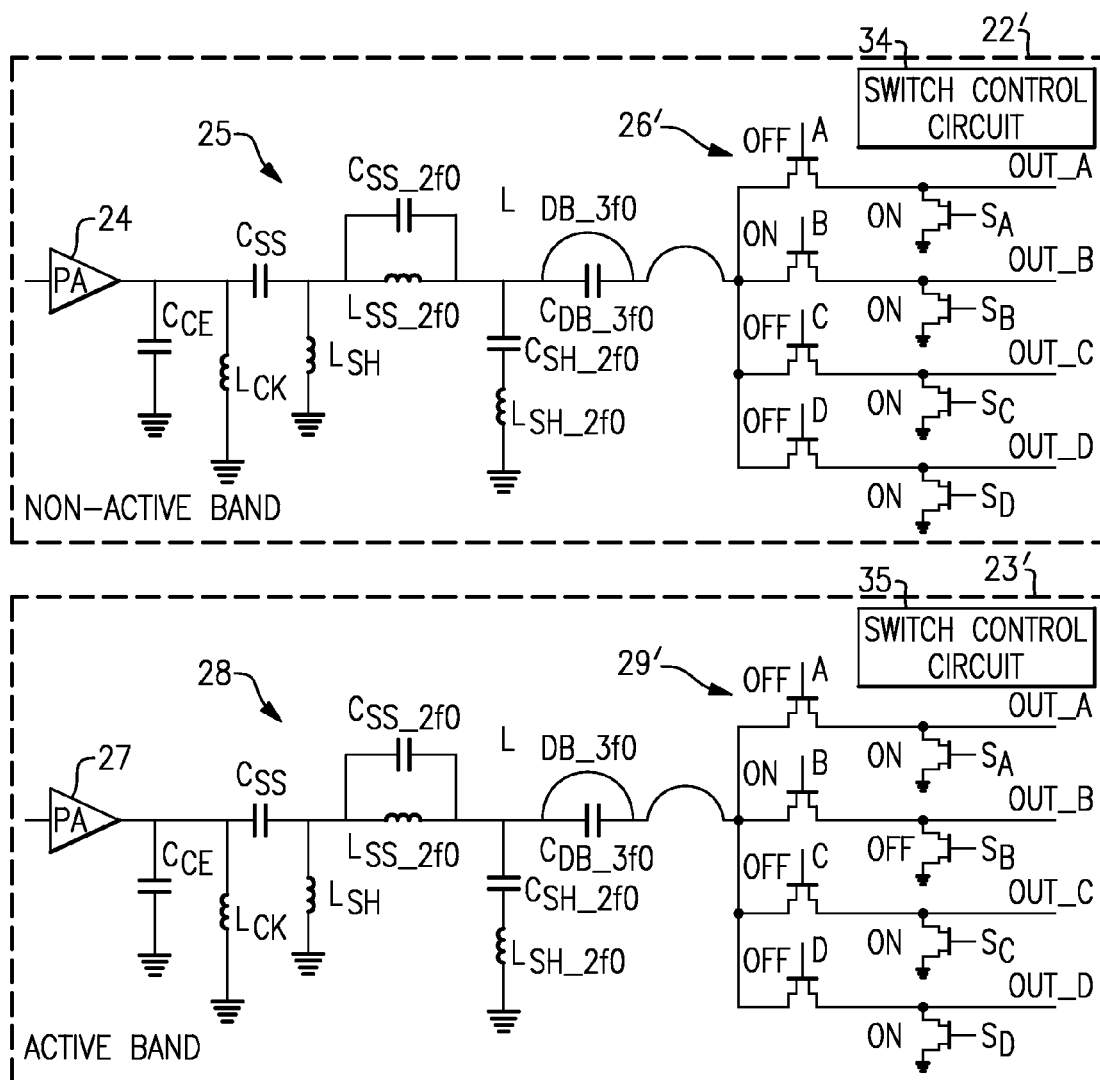 34
22′
SWITCH CONTROL
CIRCUIT
25
26′
OFF A
OUT_A
CSS_2f0
L DB_3f0
24
ON B
ON SA
OUT_B
PA
CSS
CCE
LSS_2f0
CDB_3f0
OFF C
ON SB
OUT_C
LCK
LSH
CSH_2f0
LSH_2f0
OFF D
ON SC
OUT_D
NON-ACTIVE BAND
ON SD
35
23′
SWITCH CONTROL
CIRCUIT
28
29′
OFF A
OUT_A
CSS_2f0
L DB_3f0
27
ON B
ON SA
OUT_B
PA
CSS
CCE
LSS_2f0
CDB_3f0
OFF C
OFF SB
OUT_C
LCK
LSH
CSH_2f0
LSH_2f0
OFF D
ON SC
OUT_D
ACTIVE BAND
ON SD